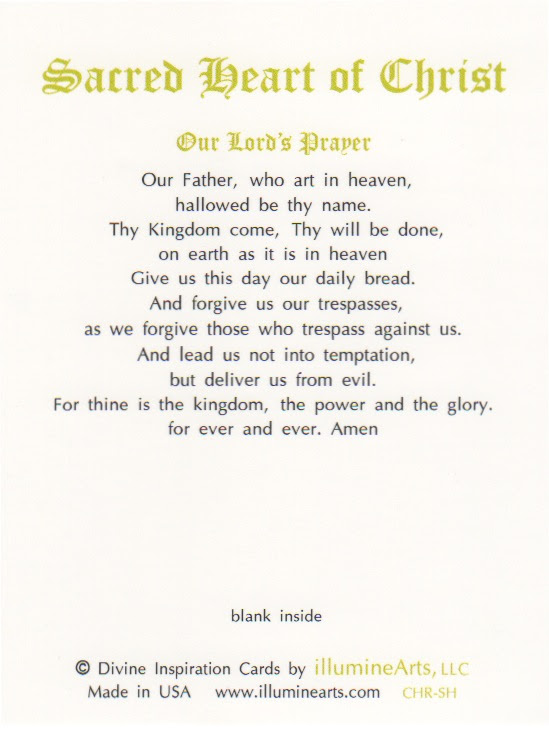 Sacred Heart of Christ
Our Lord's Prayer
Our Father, who art in heaven,
hallowed be thy name.
Thy Kingdom come, Thy will be done,
on earth as it is in heaven
Give us this day our daily bread.
And forgive us our trespasses,
as we forgive those who trespass against us.
And lead us not into temptation,
but deliver us from evil.
For thine is the kingdom, the power and the glory.
for ever and ever. Amen
blank inside
© Divine Inspiration Cards by illumineArts, LLC
Made in USA www.illuminearts.com CHR-SH